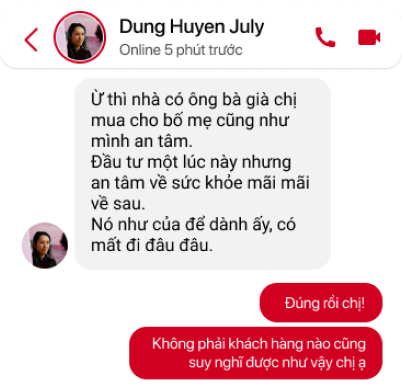 Dung Huyen July
Online 5 phút trước
Ừ thì nhà có ông bà già chị
mua cho bố mẹ cũng như
mình an tâm.
Đầu tư một lúc này nhưng
an tâm về sức khỏe mãi mãi
về sau.
Nó như của để dành ấy, có
mất đi đâu đâu.
Đúng rồi chị!
Không phải khách hàng nào cũng
suy nghĩ được như vậy chị ạ